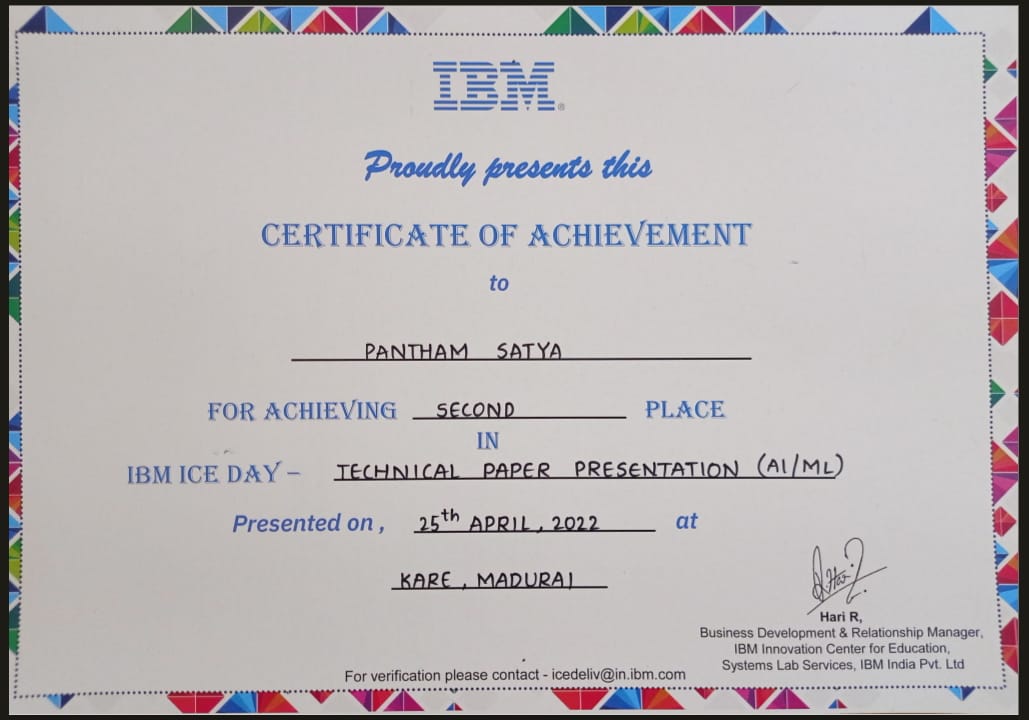 IBM®
Proudly presents this
CERTIFICATE OF ACHIEVEMENT
to
PANTHAM SATYA
FOR ACHIEVING SECOND PLACE
IN
IBM ICE DAY – TECHNICAL PAPER PRESENTATION (AI/ML)
Presented on , 25th APRIL, 2022 at
KARE, MADURAI
Hari R,
Business Development & Relationship Manager,
IBM Innovation Center for Education,
Systems Lab Services, IBM India Pvt. Ltd
For verification please contact - icedeliv@in.ibm.com